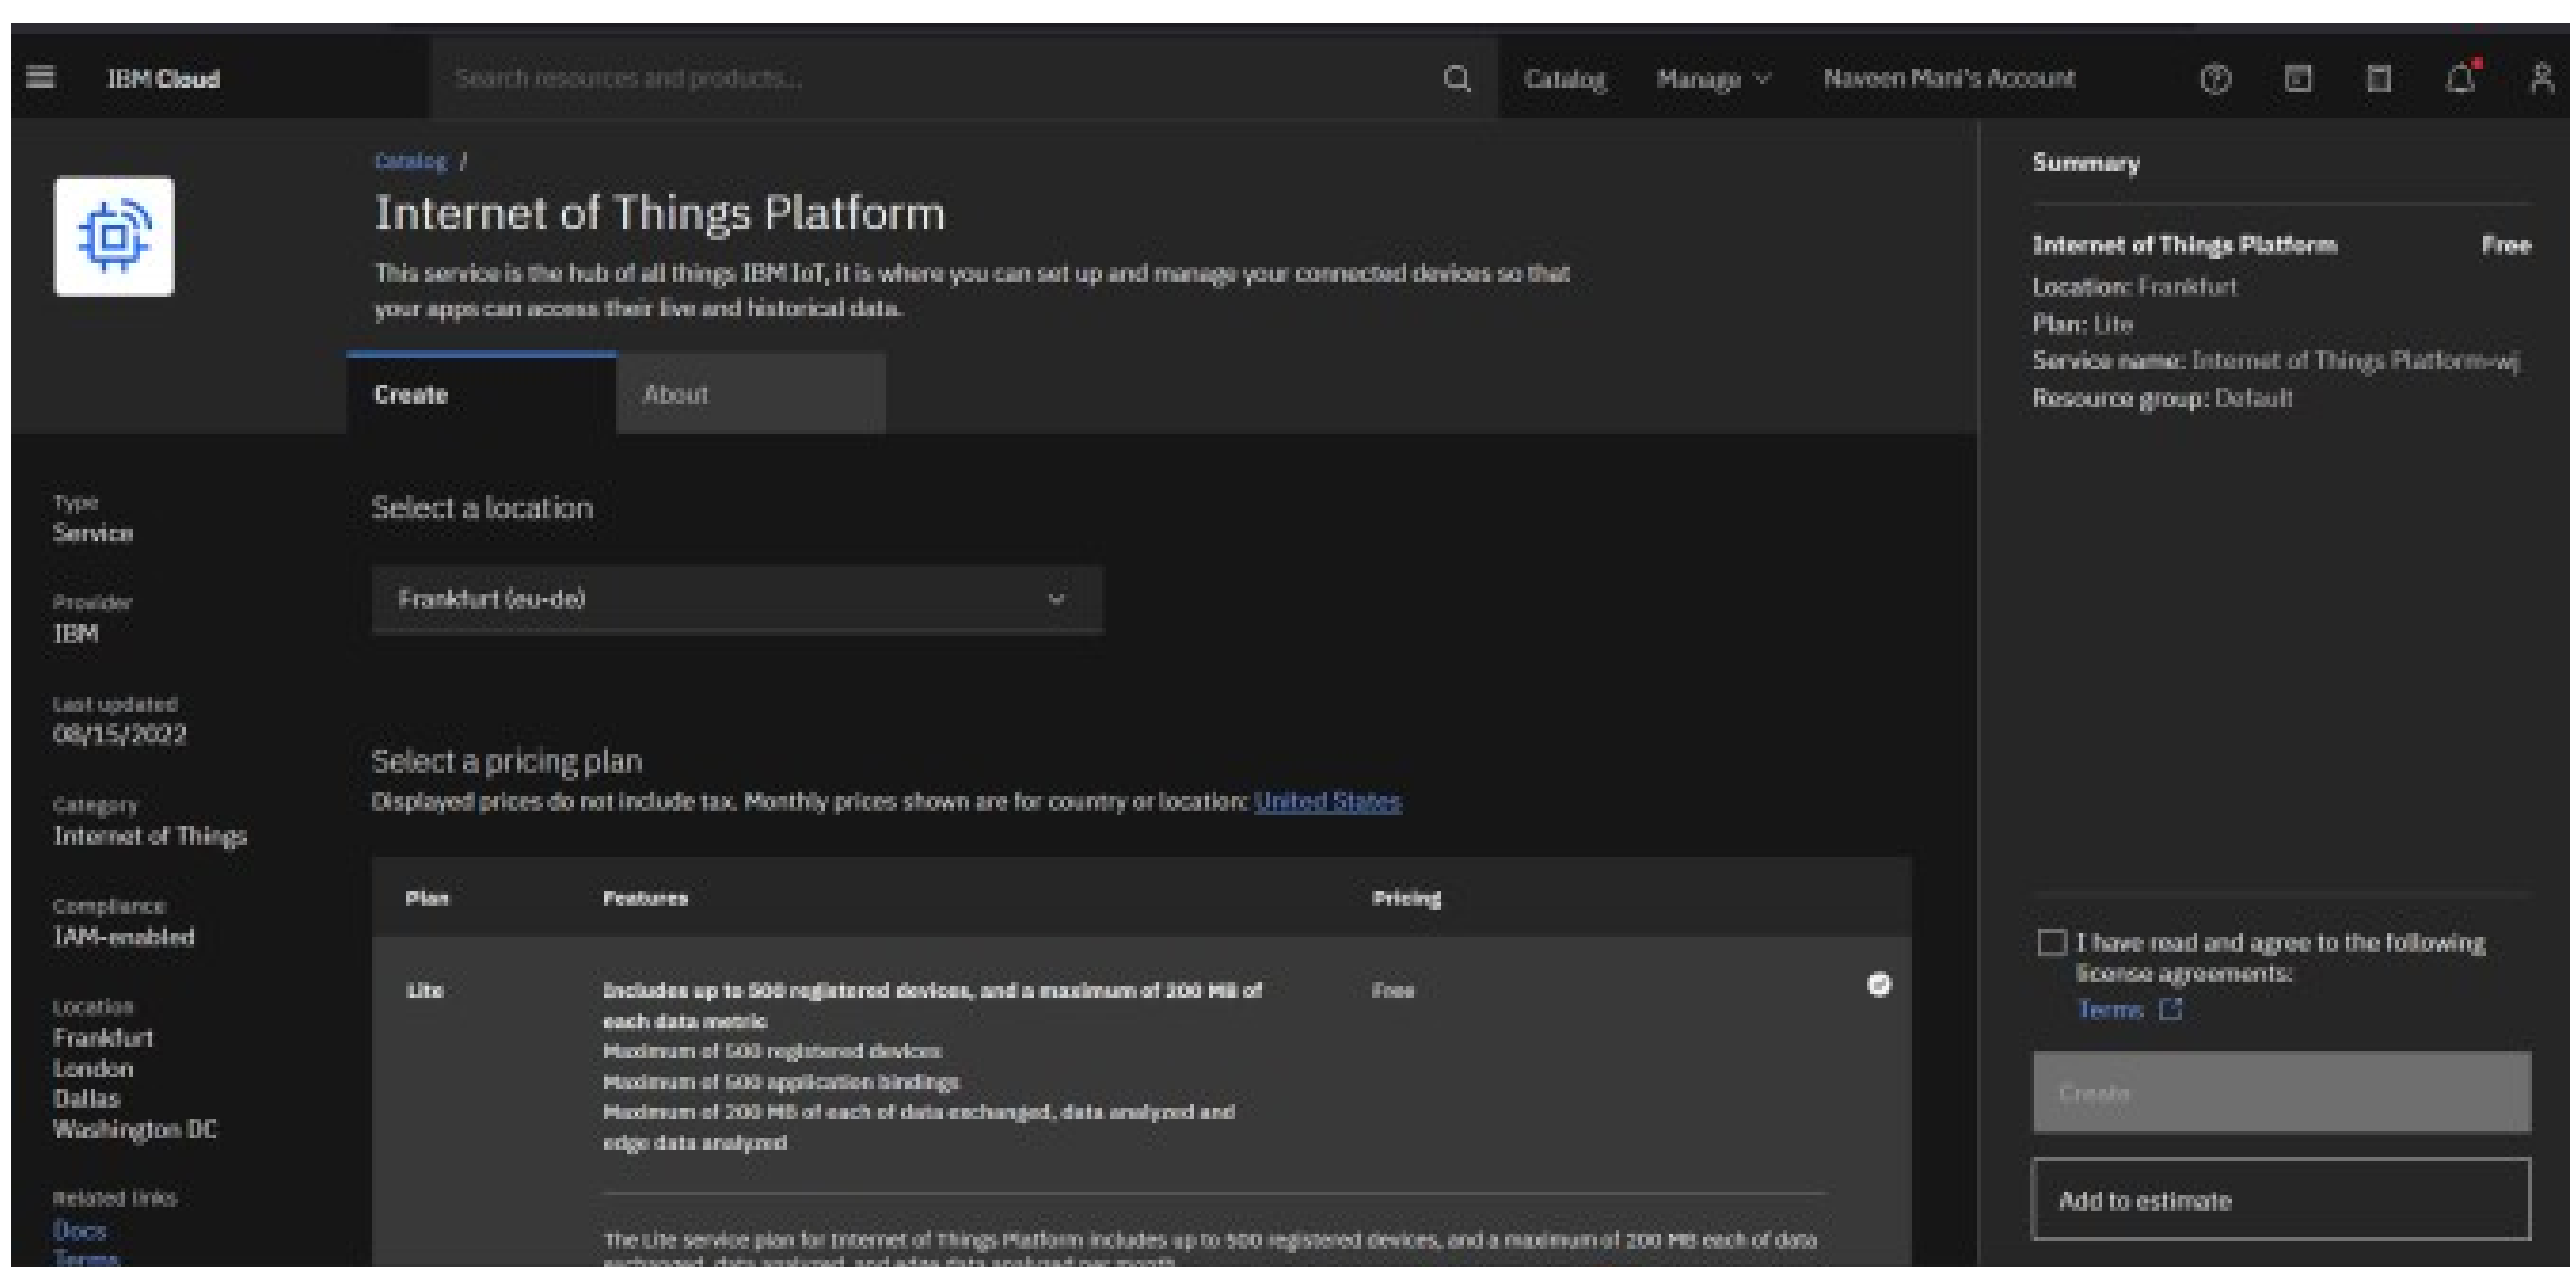 IBM Cloud
Search resources and products...
Catalog
Manage
Naveen Mani's Account
Catalog /
Internet of Things Platform
This service is the hub of all things IBM IoT, it is where you can set up and manage your connected devices so that
your apps can access their live and historical data.
Create
About
Type
Service
Provider
IBM
Last updated
08/15/2022
Category
Internet of Things
Compliance
IAM-enabled
Location
Frankfurt
London
Dallas
Washington DC
Related links
Docs
Terms
Select a location
Frankfurt (eu-de)
Select a pricing plan
Displayed prices do not include tax. Monthly prices shown are for country or location: United States
Plan
Features
Pricing
Lite
Includes up to 500 registered devices, and a maximum of 200 MB of
each data metric
Maximum of 500 registered devices
Maximum of 500 application bindings
Maximum of 200 MB of each of data exchanged, data analyzed and
edge data analyzed
Free
The Lite service plan for Internet of Things Platform includes up to 500 registered devices, and a maximum of 200 MB each of data
exchanged, data analyzed, and edge data analyzed per month
Summary
Internet of Things Platform
Free
Location: Frankfurt
Plan: Lite
Service name: Internet of Things Platform-wj
Resource group: Default
I have read and agree to the following
license agreements:
Terms
Create
Add to estimate